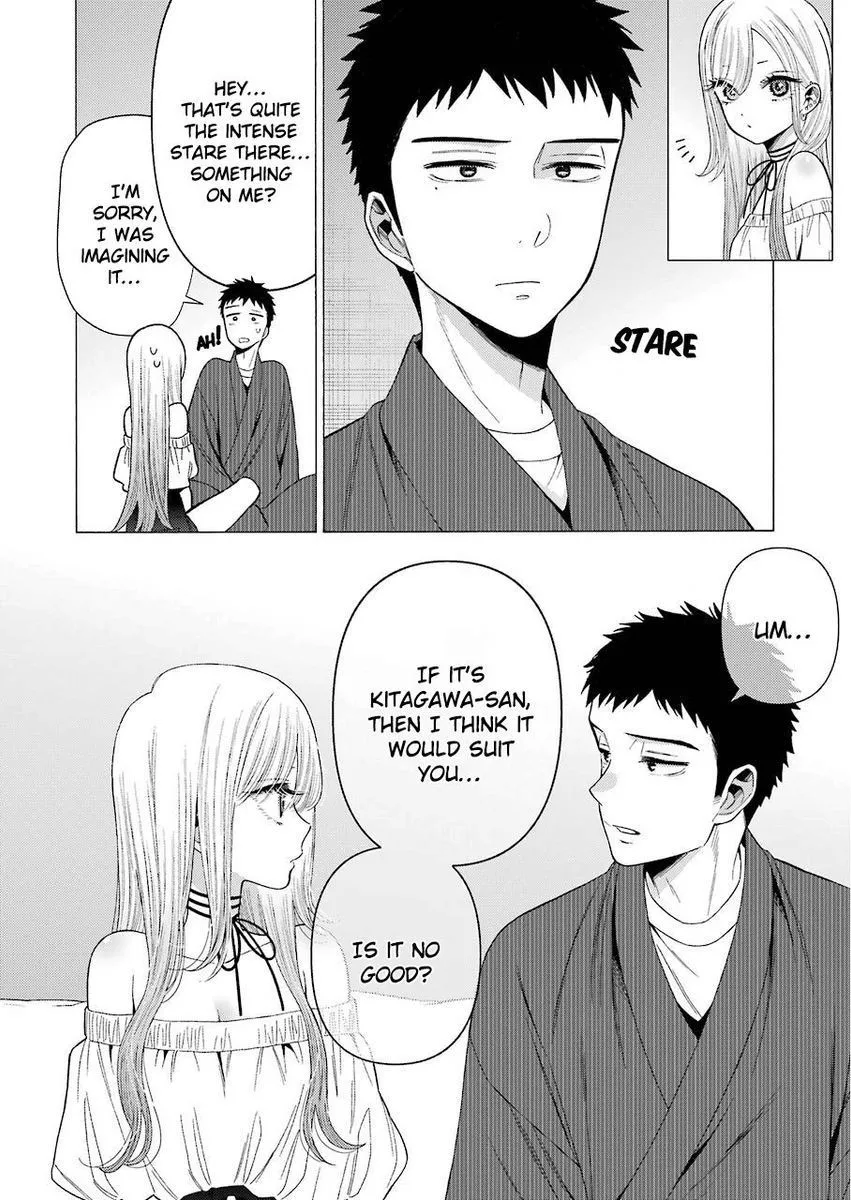 STARE
HEY...
THAT'S QUITE
THE INTENSE
STARE THERE...
SOMETHING
ON ME?
AH!
I'M
SORRY,
I WAS
IMAGINING
IT...
UM...
IF IT'S
KITAGAWA-SAN,
THEN I THINK IT
WOULD SUIT
YOU...
IS IT NO
GOOD?